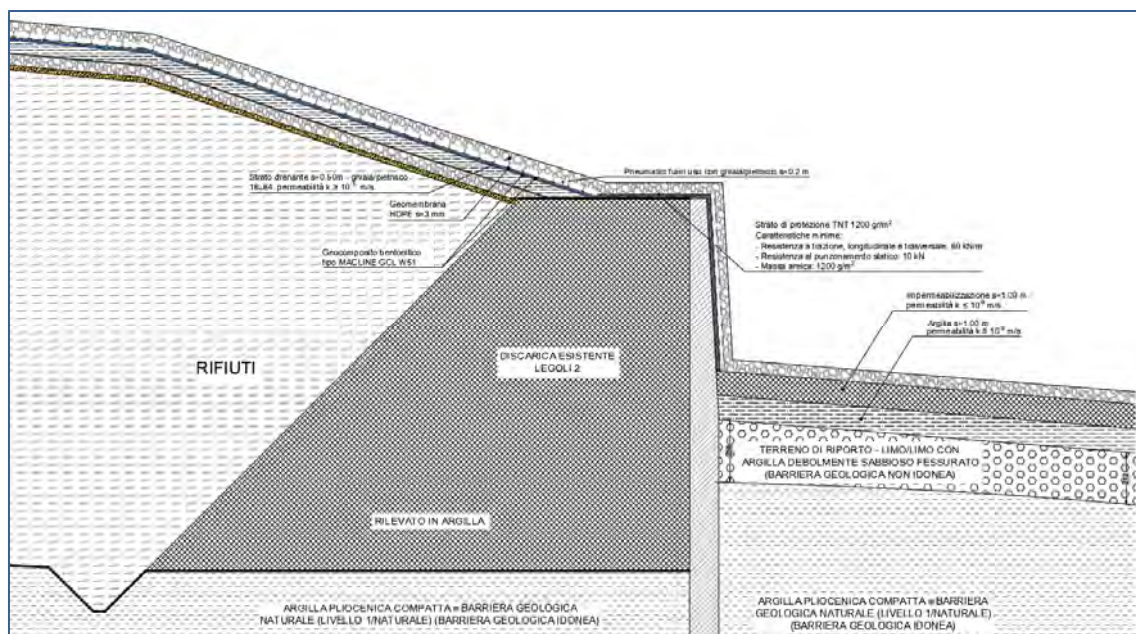 Strato drenante s=0.50m - ghiaia/pietrisco
16÷64 permeabilità k ≥
m/s
Geomembrana
HDPE s=3 mm
Geocomposito bentonitico
tipo MACLINE GCL W51
Pneumatici fuori uso
ghiaia/pietrisco s=0.2 m
Strato di protezione TNT 1200 g/m²
Caratteristiche minime:
- Resistenza a trazione, longitudinale e trasversale: 60 kN/m
- Resistenza al punzonamento statico: 10 kN
- Massa areica: 1200 g/m²
Impermeabilizzazione s=1.00 m
permeabilità k ≤ 10⁻⁹ m/s
Argilla s=1.00 m
permeabilità k ≤ 10⁻⁹ m/s
RIFIUTI
DISCARICA ESISTENTE
LEGOLI 2
TERRENO DI RIPORTO - LIMO/LIMO CON
ARGILLA DEBOLMENTE SABBIOSO FESSURATO
(BARRIERA GEOLOGICA NON IDONEA)
RILEVATO IN ARGILLA
ARGILLA PLIOCENICA COMPATTA = BARRIERA GEOLOGICA
NATURALE (LIVELLO 1/NATURALE) (BARRIERA GEOLOGICA IDONEA)
ARGILLA PLIOCENICA COMPATTA = BARRIERA
GEOLOGICA NATURALE (LIVELLO 1/NATURALE)
(BARRIERA GEOLOGICA IDONEA)